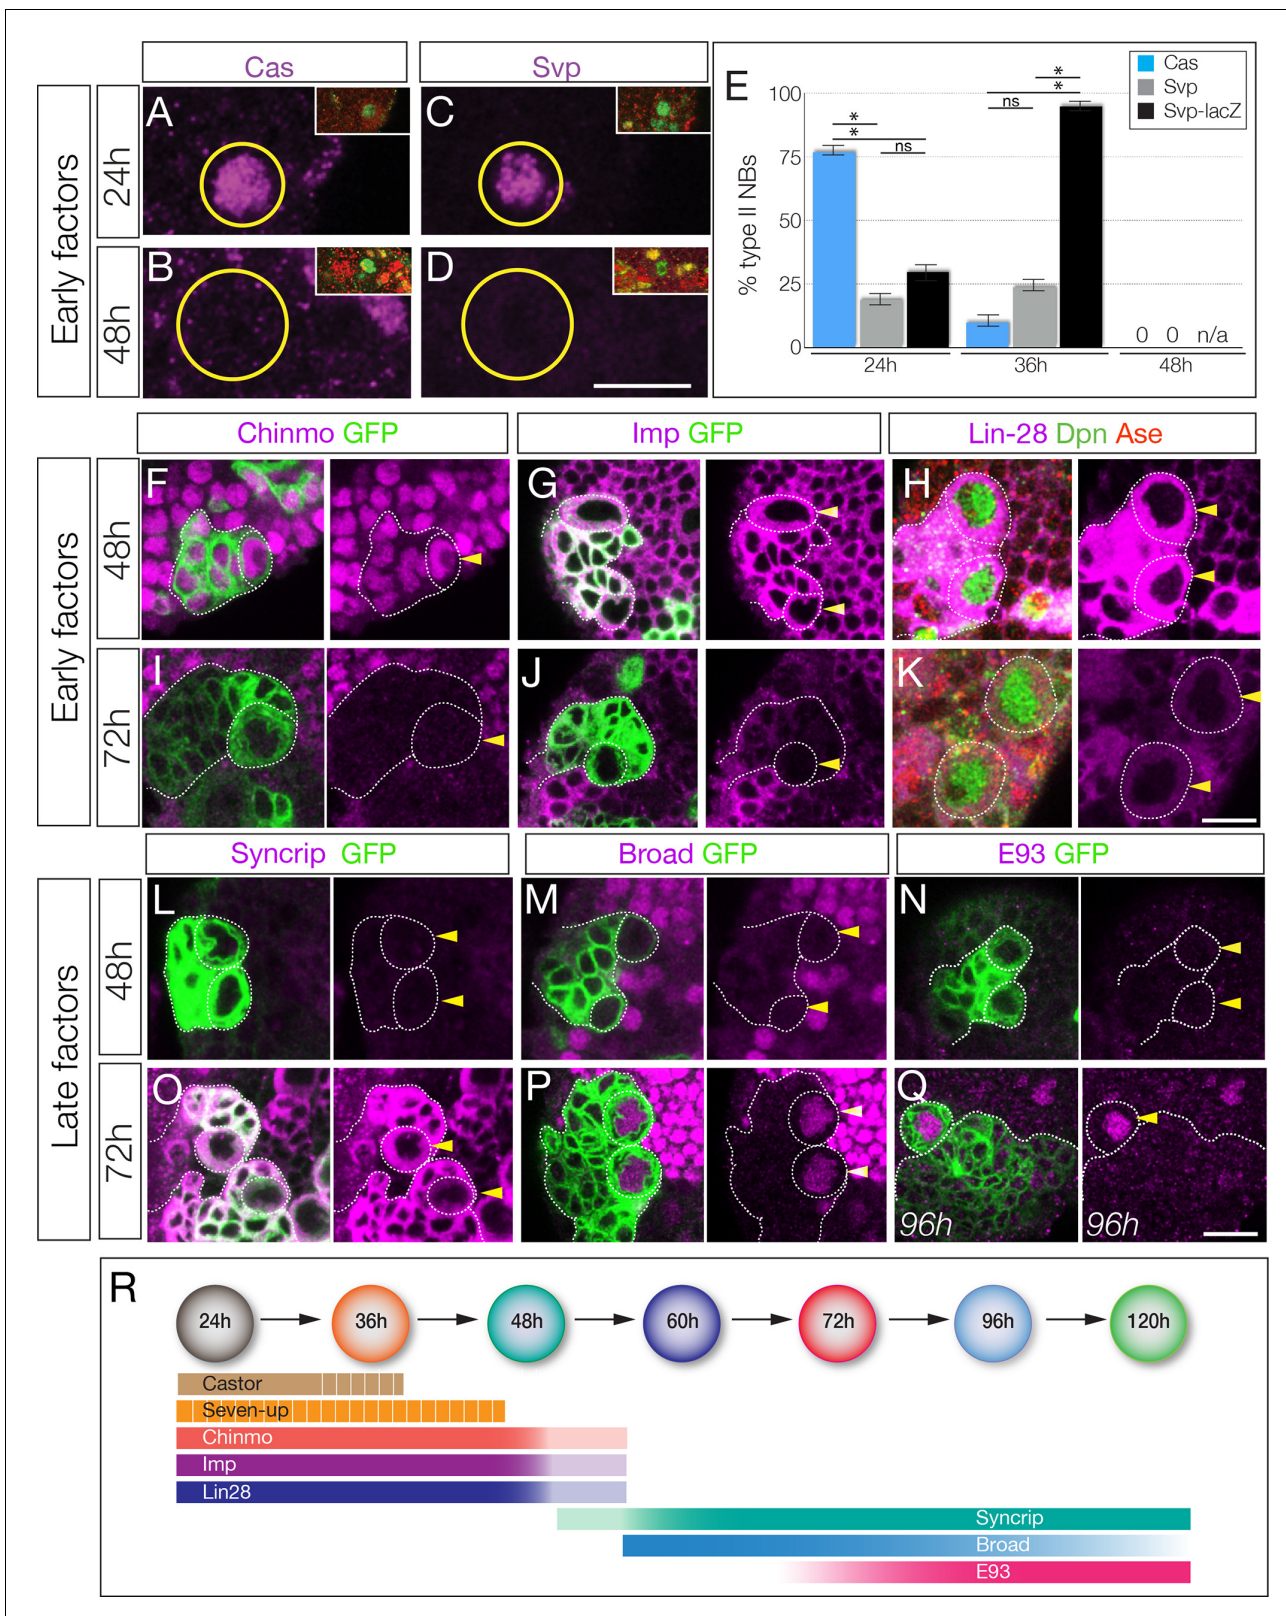 Cas
Svp
Early factors
24h
48h
A
C
B
D
E
% type II NBs
100
75
50
25
0
*
*
ns
ns
*
*
Cas
Svp
Svp-lacZ
0 0 n/a
24h
36h
48h
Chinmo GFP
Imp GFP
Lin-28 Dpn Ase
Early factors
48h
72h
F
G
H
I
J
K
Syncrip GFP
Broad GFP
E93 GFP
Late factors
48h
72h
L
M
N
O
P
Q
96h
96h
R
24h
36h
48h
60h
72h
96h
120h
Castor
Seven-up
Chinmo
Imp
Lin28
Syncrip
Broad
E93